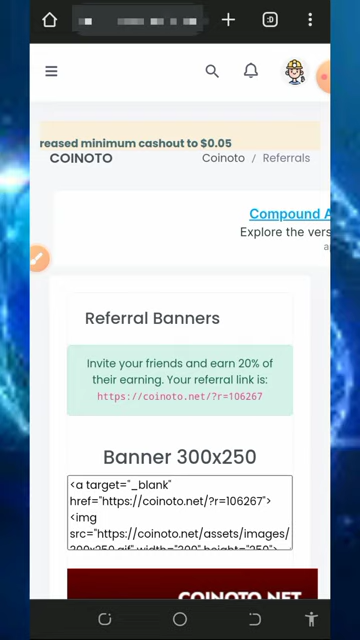 :D
reased minimum cashout to $0.05
COINOTO
Coinoto / Referrals
Compound A
Explore the vers
a
Referral Banners
Invite your friends and earn 20% of
their earning. Your referral link is:
https://coinoto.net/?r=106267
Banner 300x250
<a target="_blank"
href="https://coinoto.net/?r=106267">
<img
src="https://coinoto.net/assets/images/
300x250.gif" width="300" height="250">
COINOTO.NET